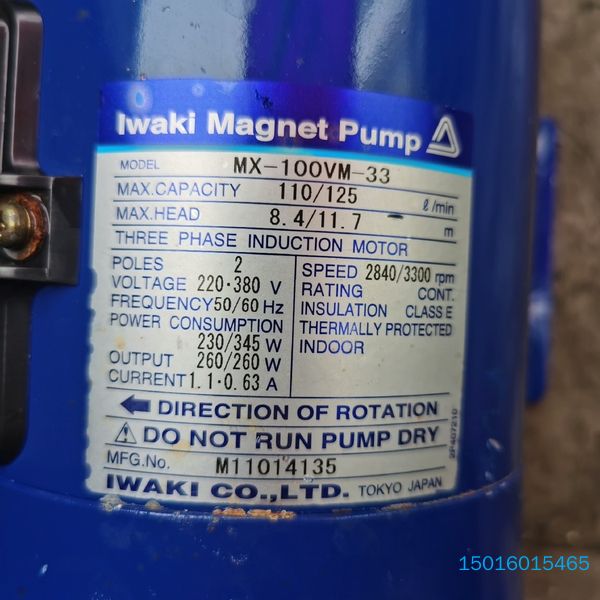 Iwaki Magnet Pump
MODEL MX-100VM-33
MAX.CAPACITY 110/125 ℓ/min
MAX.HEAD 8.4/11.7 m
THREE PHASE INDUCTION MOTOR
POLES 2
VOLTAGE 220·380 V
FREQUENCY 50/60 Hz
POWER CONSUMPTION
230/345 W
OUTPUT 260/260 W
CURRENT 1.1·0.63 A
SPEED 2840/3300 rpm
RATING CONT.
INSULATION CLASS E
THERMALLY PROTECTED
INDOOR
DIRECTION OF ROTATION
DO NOT RUN PUMP DRY
MFG.No. M11014135
IWAKI CO.,LTD. TOKYO JAPAN
2P407210
15016015465